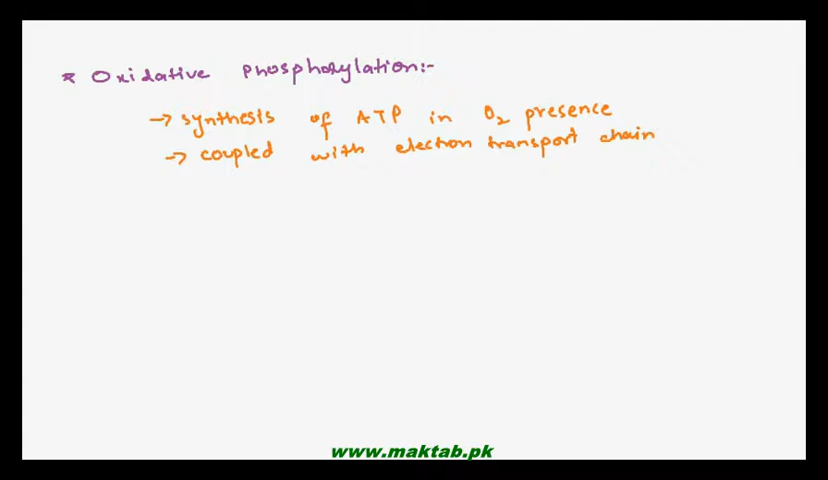 * Oxidative Phosphorylation:-
→ synthesis of ATP in O₂ presence
→ coupled with electron transport chain
www.maktab.pk